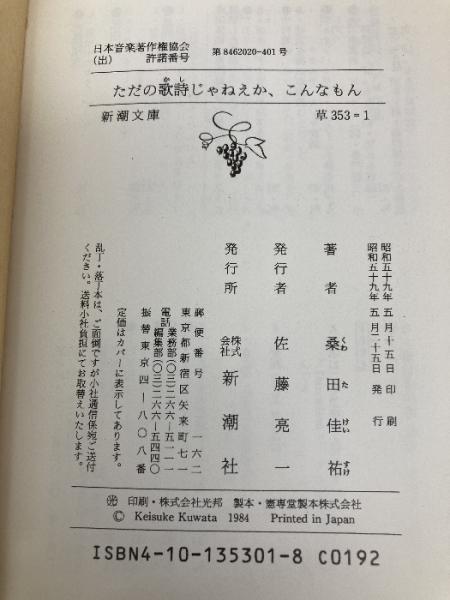 日本音楽著作権協会
(出) 許諾番号
第8462020-401号
ただの歌詩じゃねえか、こんなもん
かし
新潮文庫
草353=1
昭和五十九年五月十五日印刷
昭和五十九年五月二十五日発行
著者 桑田佳祐
くわ た けい すけ
発行者 佐藤亮一
発行所 株式会社 新潮社
郵便番号 一六二
東京都新宿区矢来町七一
電話 業務部(〇三)二六六—五一一一
編集部(〇三)二六六—五四四〇
振替東京四—八〇八番
定価はカバーに表示してあります。
乱丁・落丁本は、ご面倒ですが小社通信係宛ご送付
ください。送料小社負担にてお取替えいたします。
印刷・株式会社光邦 製本・憲専堂製本株式会社
© Keisuke Kuwata 1984 Printed in Japan
ISBN4-10-135301-8 C0192